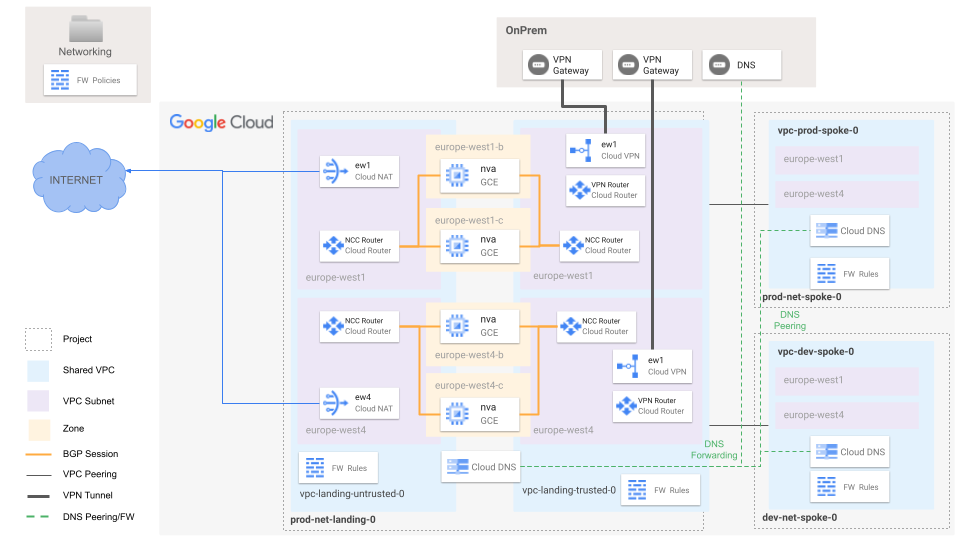 Networking
FW Policies
OnPrem
VPN
Gateway
VPN
Gateway
DNS
Google Cloud
INTERNET
ew1
Cloud NAT
NCC Router
Cloud Router
europe-west1
europe-west1-b
nva
GCE
europe-west1-c
nva
GCE
ew1
Cloud VPN
VPN Router
Cloud Router
NCC Router
Cloud Router
europe-west1
NCC Router
Cloud Router
ew4
Cloud NAT
europe-west4
nva
GCE
europe-west4-b
europe-west4-c
nva
GCE
NCC Router
Cloud Router
ew1
Cloud VPN
VPN Router
Cloud Router
europe-west4
FW Rules
vpc-landing-untrusted-0
Cloud DNS
vpc-landing-trusted-0
FW Rules
prod-net-landing-0
vpc-prod-spoke-0
europe-west1
europe-west4
Cloud DNS
FW Rules
prod-net-spoke-0
DNS
Peering
vpc-dev-spoke-0
europe-west1
europe-west4
Cloud DNS
FW Rules
dev-net-spoke-0
DNS
Forwarding
Project
Shared VPC
VPC Subnet
Zone
BGP Session
VPC Peering
VPN Tunnel
DNS Peering/FW